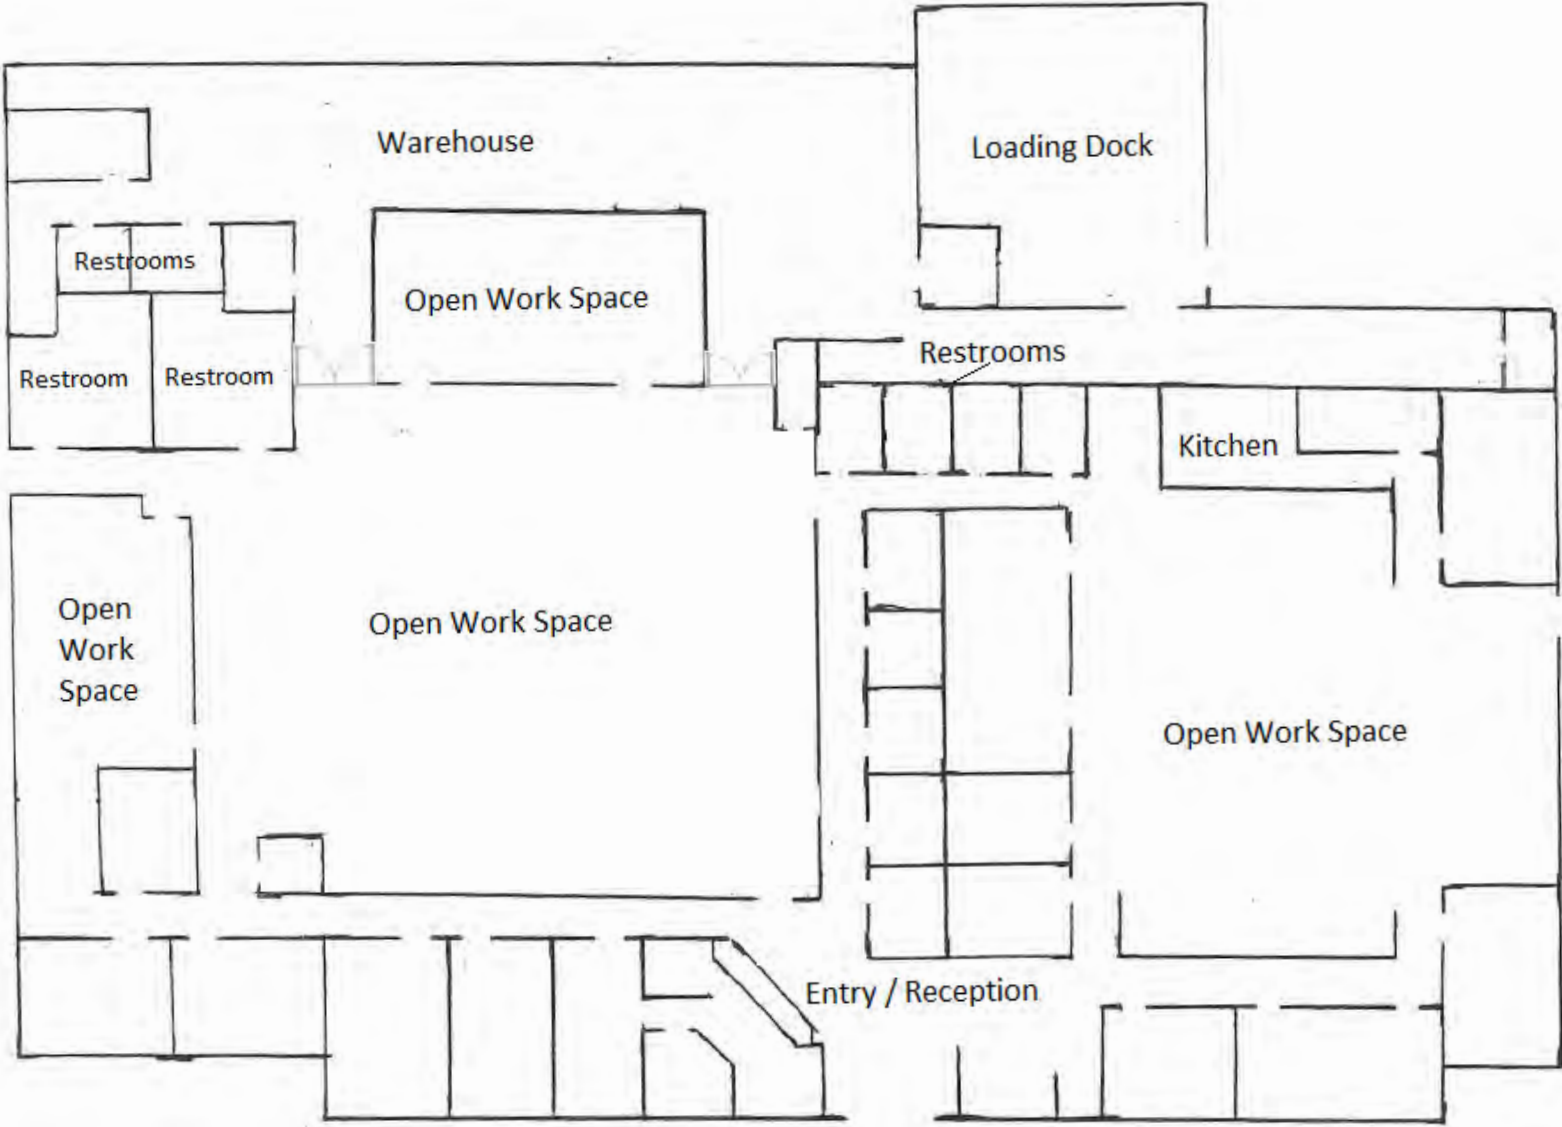 Warehouse
Loading Dock
Restrooms
Open Work Space
Restrooms
Restroom
Restroom
Kitchen
Open
Work
Space
Open Work Space
Open Work Space
Entry / Reception